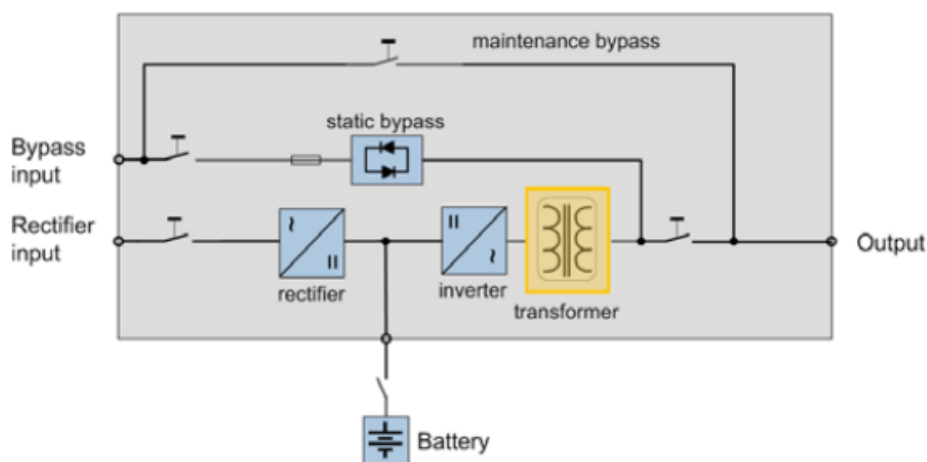 maintenance bypass
static bypass
Bypass
input
Rectifier
input
rectifier
inverter
transformer
Output
Battery